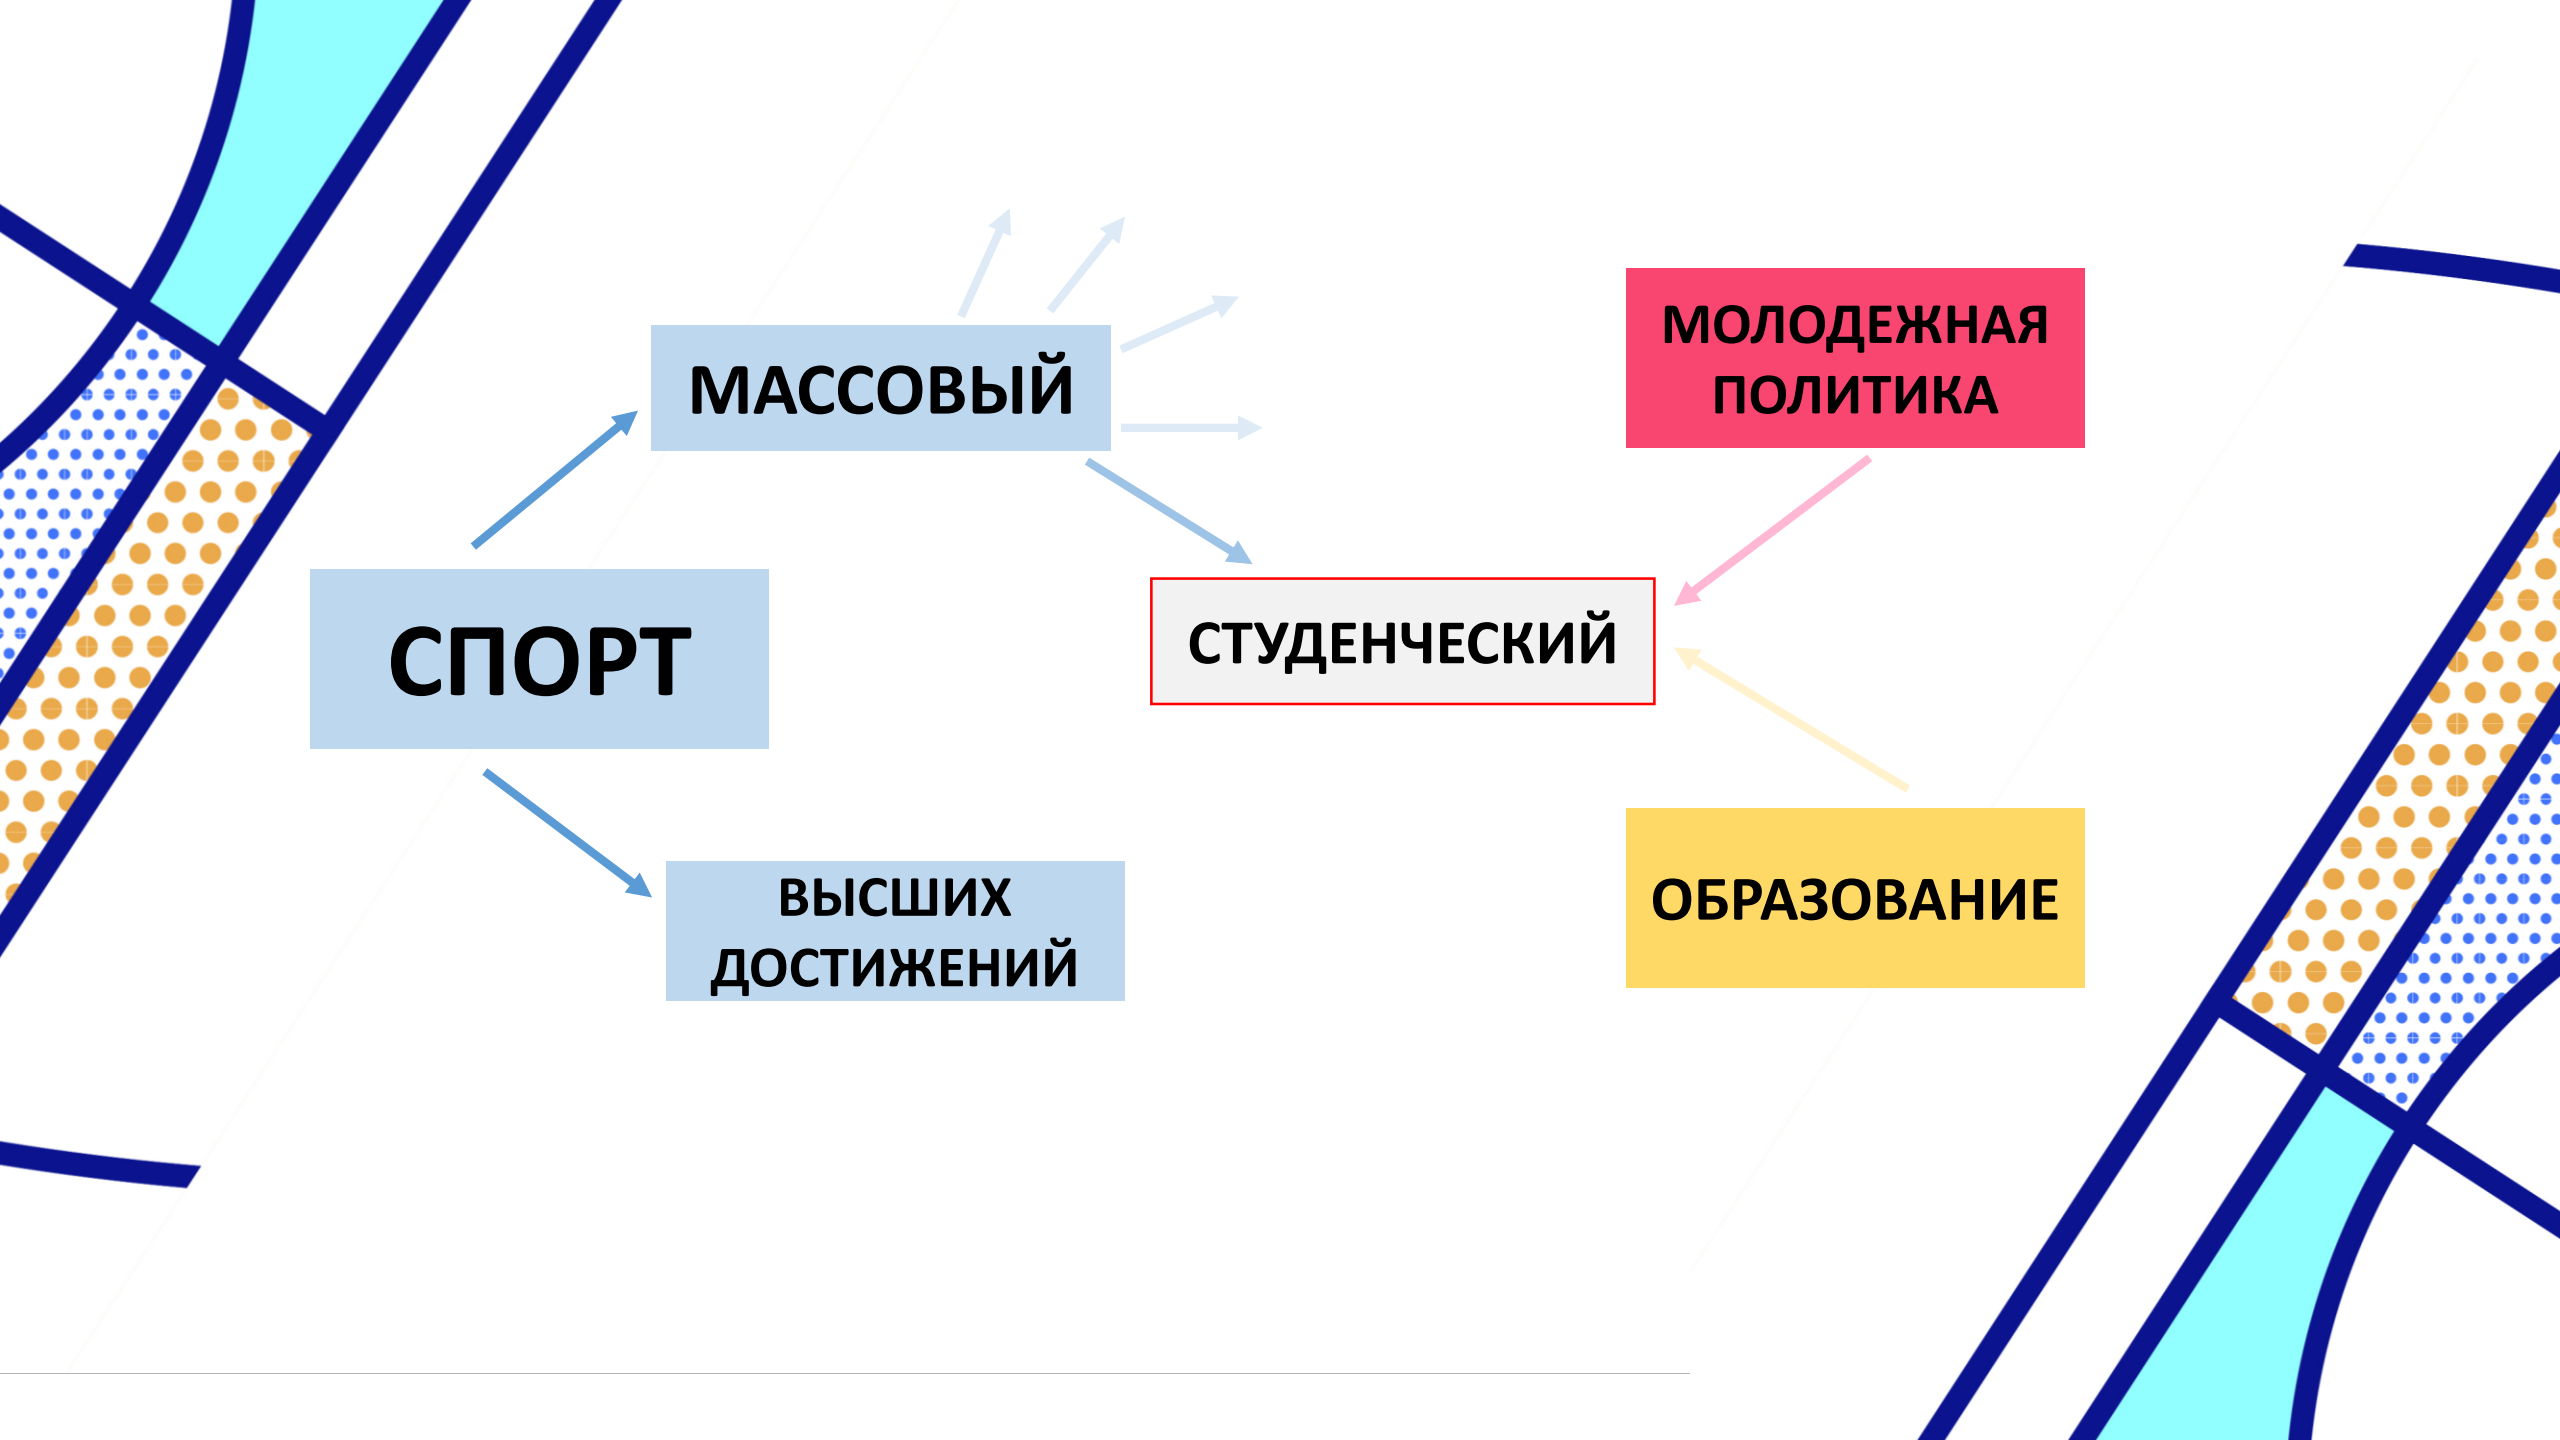 МАССОВЫЙ
МОЛОДЕЖНАЯ
ПОЛИТИКА
СПОРТ
СТУДЕНЧЕСКИЙ
ВЫСШИХ
ДОСТИЖЕНИЙ
ОБРАЗОВАНИЕ